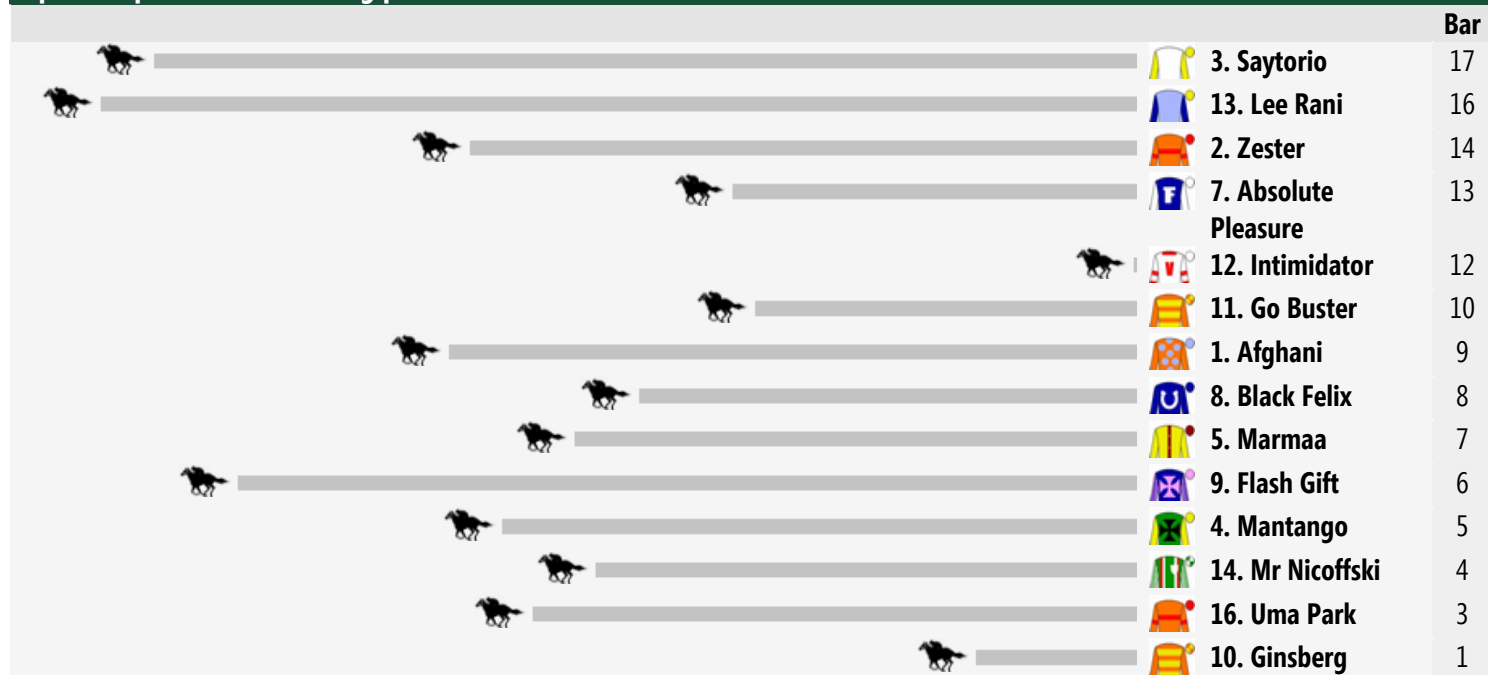 Bar
3. Saytorio 17
13. Lee Rani 16
2. Zester 14
7. Absolute 13
Pleasure
12. Intimidator 12
11. Go Buster 10
1. Afghani 9
8. Black Felix 8
5. Marmaa 7
9. Flash Gift 6
4. Mantango 5
14. Mr Nicoffski 4
16. Uma Park 3
10. Ginsberg 1